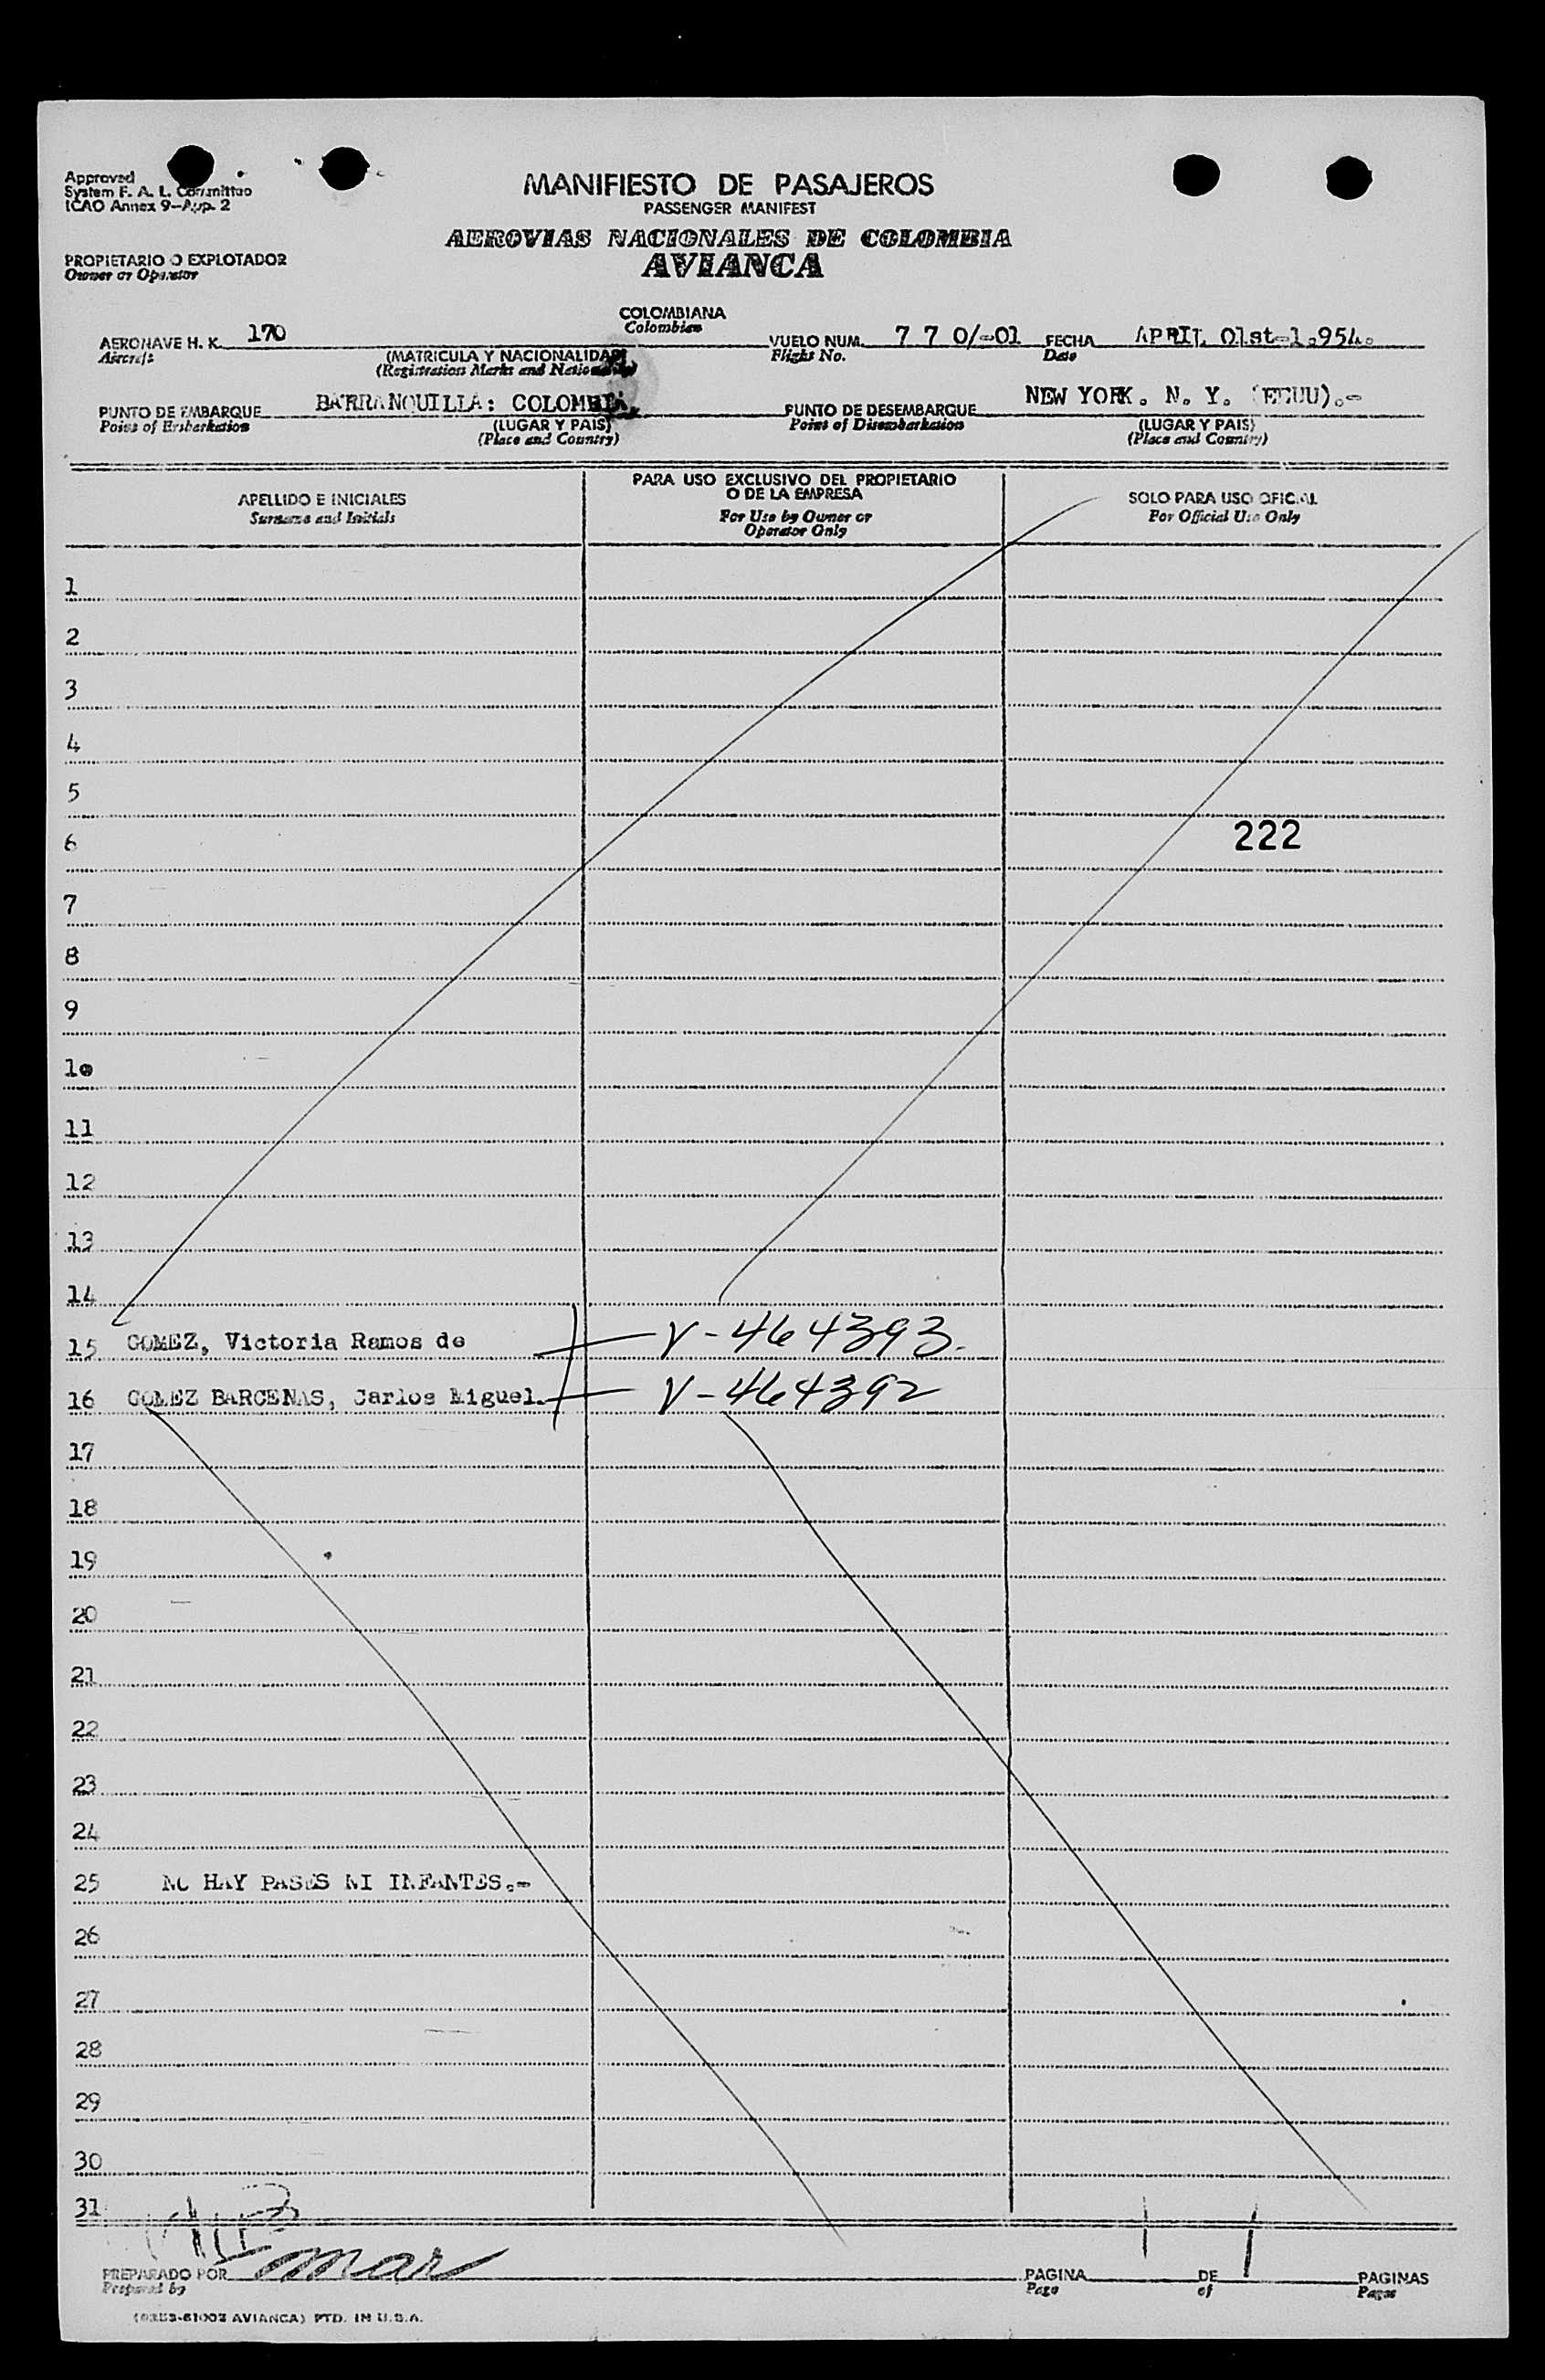 Approved
System F. A. L. Committee
ICAO Annex 9-App. 2
MANIFIESTO DE PASAJEROS
PASSENGER MANIFEST
AEROVIAS NACIONALES DE COLOMBIA
AVIANCA
PROPIETARIO O EXPLOTADOR
Owner or Operator
COLOMBIANA
Colombian
AERONAVE H. K. 170
Aircraft
(MATRICULA Y NACIONALIDAD)
(Registration Marks and Nationality)
VUELO NUM. 7 7 0/-01 FECHA APRIL 01st-1.954.
Flight No. Date
PUNTO DE EMBARQUE BARRANQUILLA: COLOMBIA.
Point of Embarkation
(LUGAR Y PAIS)
(Place and Country)
PUNTO DE DESEMBARQUE NEW YORK. N. Y. (EEUU).-
Point of Disembarkation
(LUGAR Y PAIS)
(Place and Country)
APELLIDO E INICIALES
Surname and Initials
PARA USO EXCLUSIVO DEL PROPIETARIO
O DE LA EMPRESA
For Use by Owner or
Operator Only
SOLO PARA USO OFICIAL
For Official Use Only
1
2
3
4
5
6 222
7
8
9
10
11
12
13
14
15 GOMEZ, Victoria Ramos de V-464393.
16 GOMEZ BARCENAS, Carlos Miguel. V-464392
17
18
19
20
21
22
23
24
25 NO HAY PASES NI INFANTES.-
26
27
28
29
30
31
PREPARADO POR
Prepared by
PAGINA 1 DE 1 PAGINAS
Page of Pages
AVIANCA) PTD. IN U.S.A.